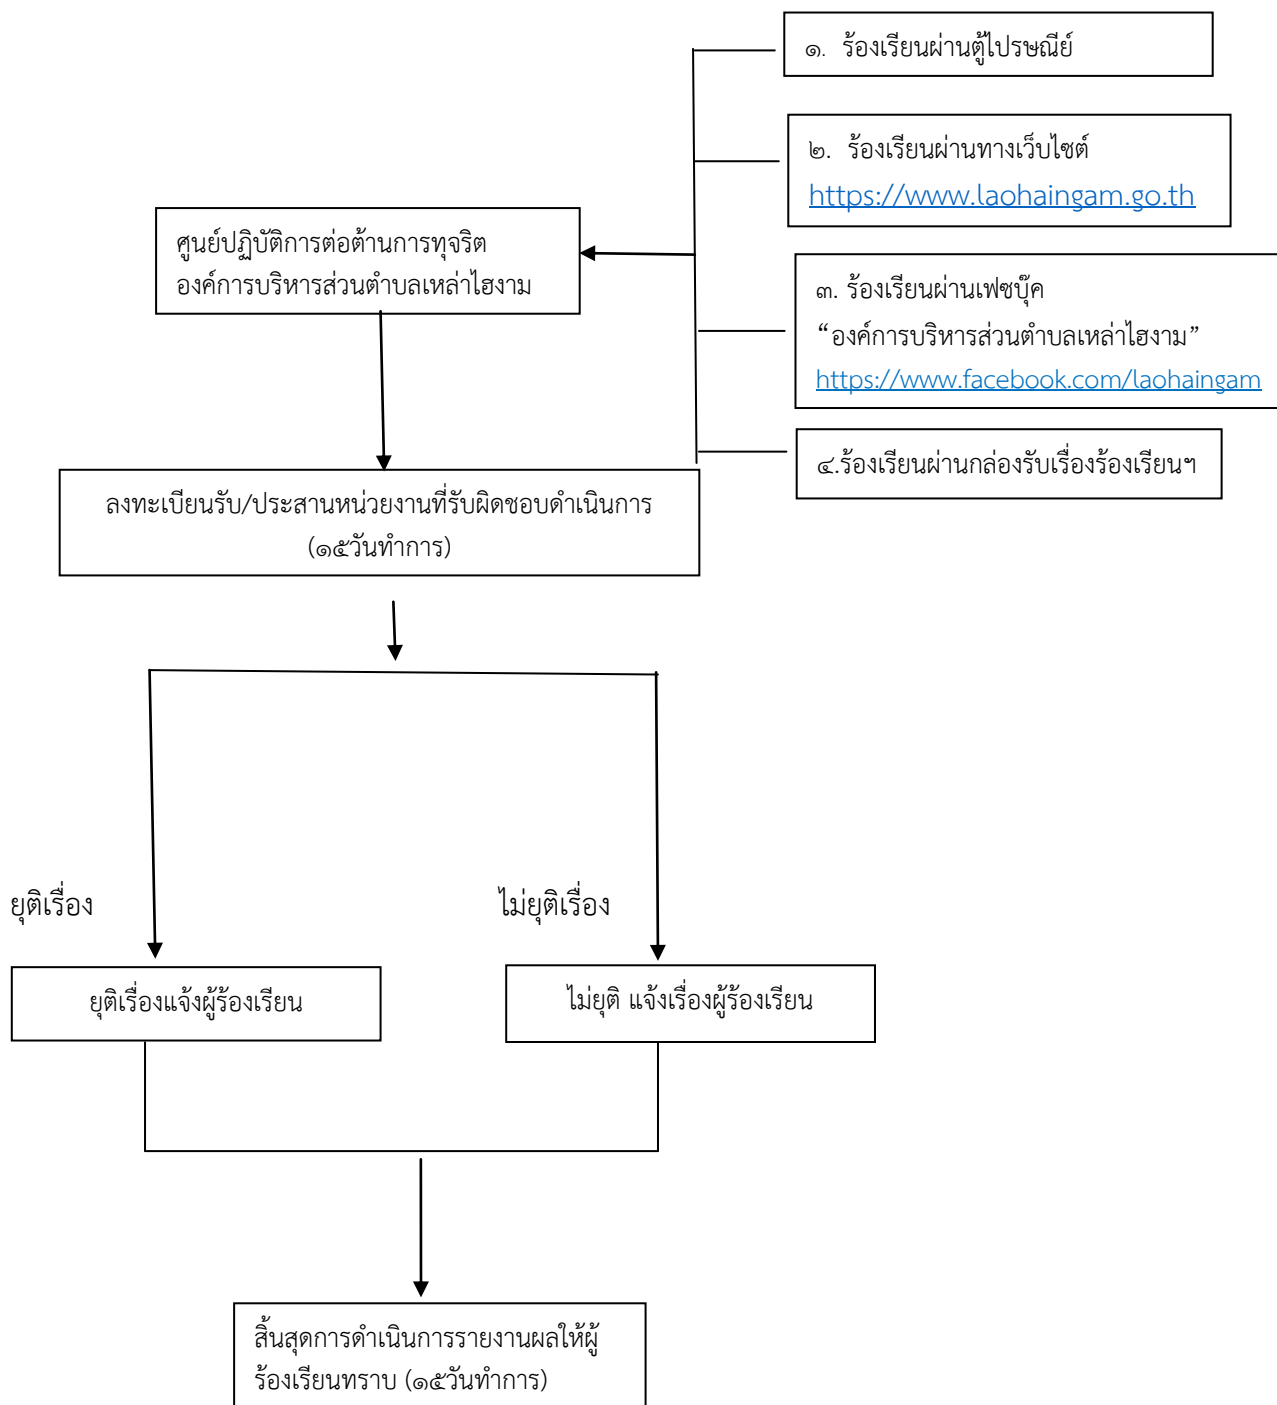 ๑. ร้องเรียนผ่านตู้ไปรษณีย์
๒. ร้องเรียนผ่านทางเว็บไซต์
https://www.laohaingam.go.th
ศูนย์ปฏิบัติการต่อต้านการทุจริต
องค์การบริหารส่วนตำบลเหล่าไฮงาม
๓. ร้องเรียนผ่านเฟซบุ๊ค
“องค์การบริหารส่วนตำบลเหล่าไฮงาม”
https://www.facebook.com/laohaingam
๔.ร้องเรียนผ่านกล่องรับเรื่องร้องเรียนฯ
ลงทะเบียนรับ/ประสานหน่วยงานที่รับผิดชอบดำเนินการ
(๑๕วันทำการ)
ยุติเรื่อง
ไม่ยุติเรื่อง
ยุติเรื่องแจ้งผู้ร้องเรียน
ไม่ยุติ แจ้งเรื่องผู้ร้องเรียน
สิ้นสุดการดำเนินการรายงานผลให้ผู้
ร้องเรียนทราบ (๑๕วันทำการ)